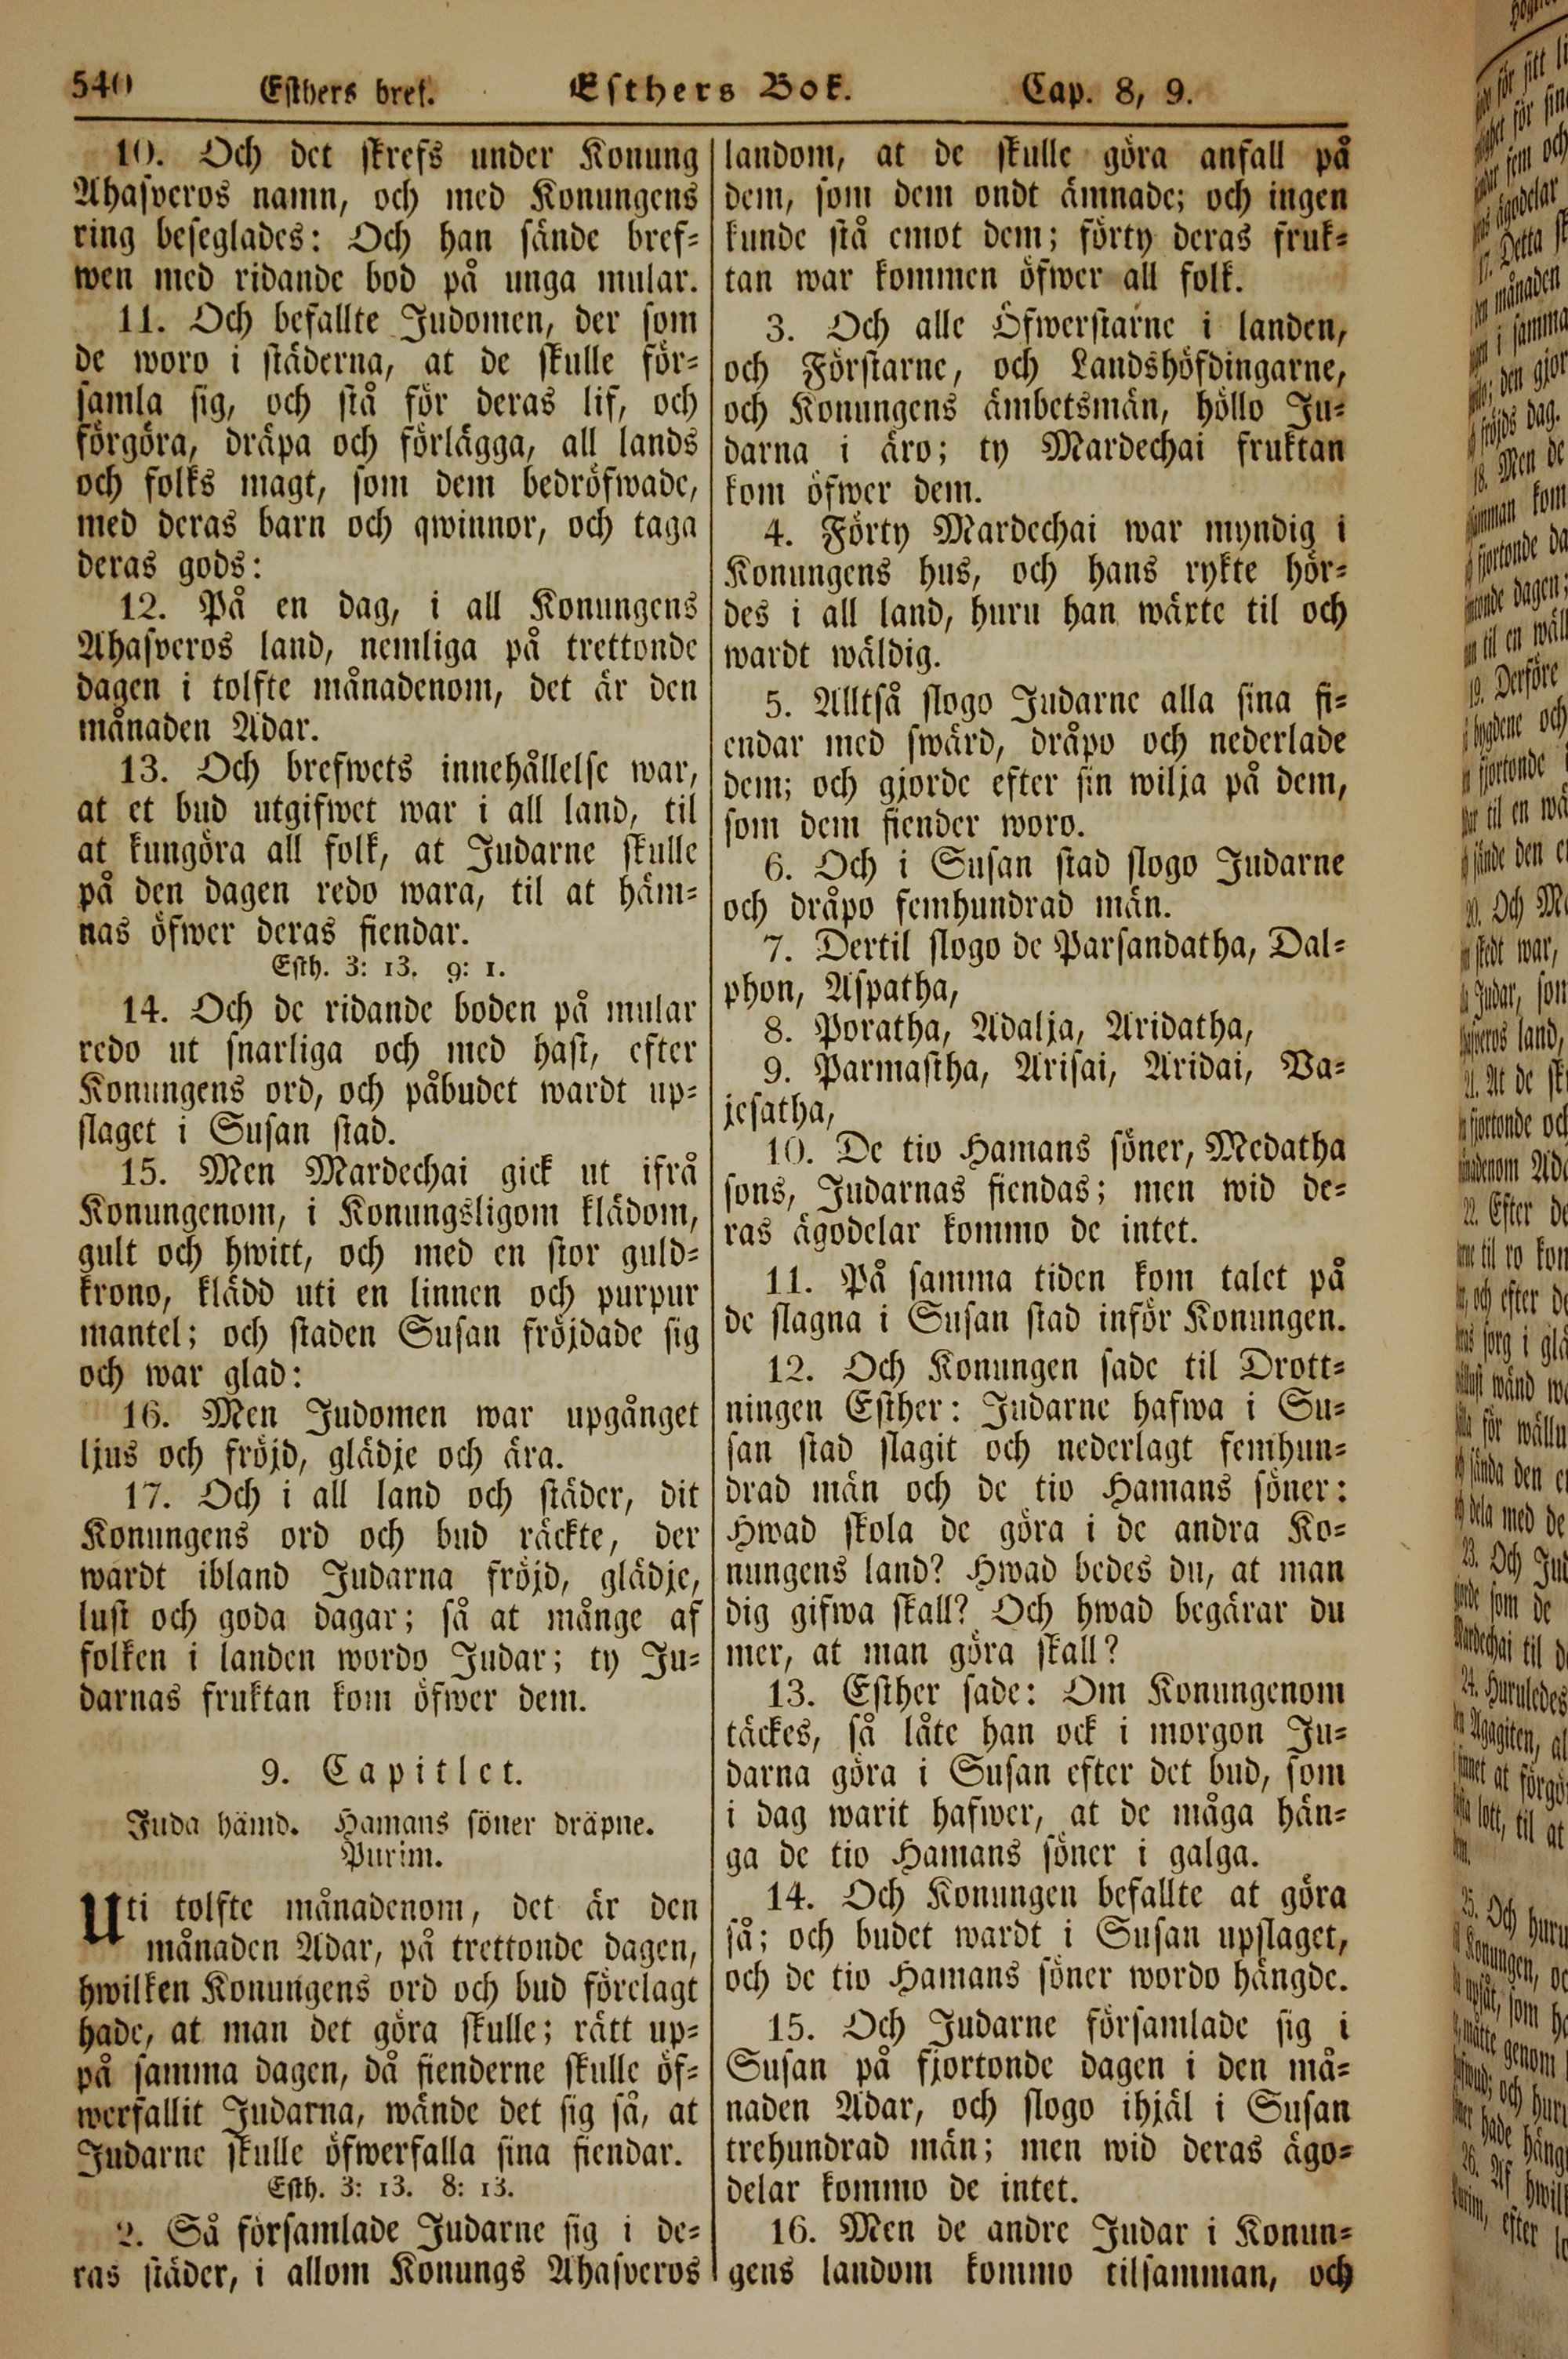 540 Esthers bref. Esthers Bok. Cap. 8, 9.
10. Och det skrefs under Konung
Ahasveros namn, och med Konungens
ring beseglades: Och han sände bref-
wen med ridande bod på unga mular.
11. Och befallte Judomen, der som
de woro i städerna, at de skulle för-
samla sig, och stå för deras lif, och
förgöra, dräpa och förlägga, all lands
och folks magt, som dem bedröfwade,
med deras barn och qwinnor, och taga
deras gods:
12. På en dag, i all Konungens
Ahasveros land, nemliga på trettonde
dagen i tolfte månadenom, det är den
månaden Adar.
13. Och brefwets innehållelse war,
at et bud utgifwet war i all land, til
at kungöra all folk, at Judarne skulle
på den dagen redo wara, til at häm-
nas öfwer deras fiendar.
Esth. 3: 13. 9: 1.
14. Och de ridande boden på mular
redo ut snarliga och med hast, efter
Konungens ord, och påbudet wardt up-
slaget i Susan stad.
15. Men Mardechai gick ut ifrå
Konungenom, i Konungsligom klädom,
gult och hwitt, och med en stor guld-
krono, klädd uti en linnen och purpur
mantel; och staden Susan fröjdade sig
och war glad:
16. Men Judomen war upgånget
ljus och fröjd, glädje och ära.
17. Och i all land och städer, dit
Konungens ord och bud räckte, der
wardt ibland Judarna fröjd, glädje,
lust och goda dagar; så at månge af
folken i landen wordo Judar; ty Ju-
darnas fruktan kom öfwer dem.
9. Capitlet.
Juda hämd. Hamans söner dräpne.
Purim.
Uti tolfte månadenom, det är den
månaden Adar, på trettonde dagen,
hwilken Konungens ord och bud förelagt
hade, at man det göra skulle; rätt up-
på samma dagen, då fienderne skulle öf-
werfallit Judarna, wände det sig så, at
Judarne skulle öfwerfalla sina fiendar.
Esth. 3: 13. 8: 13.
2. Så församlade Judarne sig i de-
ras städer, i allom Konungs Ahasveros
landom, at de skulle göra anfall på
dem, som dem ondt ämnade; och ingen
kunde stå emot dem; förty deras fruk-
tan war kommen öfwer all folk.
3. Och alle Öfwerstarne i landen,
och Förstarne, och Landshöfdingarne,
och Konungens ämbetsmän, höllo Ju-
darna i äro; ty Mardechai fruktan
kom öfwer dem.
4. Förty Mardechai war myndig i
Konungens hus, och hans rykte hör-
des i all land, huru han wäxte til och
wardt wäldig.
5. Alltså slogo Judarne alla sina fi-
endar med swärd, dråpo och nederlade
dem; och gjorde efter sin wilja på dem,
som dem fiender woro.
6. Och i Susan stad slogo Judarne
och dråpo femhundrad män.
7. Dertil slogo de Parsandatha, Dal-
phon, Aspatha,
8. Poratha, Adalja, Aridatha,
9. Parmastha, Arisai, Aridai, Va-
jesatha,
10. De tio Hamans söner, Medatha
sons, Judarnas fiendas; men wid de-
ras ägodelar kommo de intet.
11. På samma tiden kom talet på
de slagna i Susan stad inför Konungen.
12. Och Konungen sade til Drott-
ningen Esther: Judarne hafwa i Su-
san stad slagit och nederlagt femhun-
drad män och de tio Hamans söner:
Hwad skola de göra i de andra Ko-
nungens land? Hwad bedes du, at man
dig gifwa skall? Och hwad begärar du
mer, at man göra skall?
13. Esther sade: Om Konungenom
täckes, så låte han ock i morgon Ju-
darna göra i Susan efter det bud, som
i dag warit hafwer, at de måga hän-
ga de tio Hamans söner i galga.
14. Och Konungen befallte at göra
så; och budet wardt i Susan upslaget,
och de tio Hamans söner wordo hängde.
15. Och Judarne församlade sig i
Susan på fjortonde dagen i den må-
naden Adar, och slogo ihjäl i Susan
trehundrad män; men wid deras ägo-
delar kommo de intet.
16. Men de andre Judar i Konun-
gens landom kommo tilsamman, och